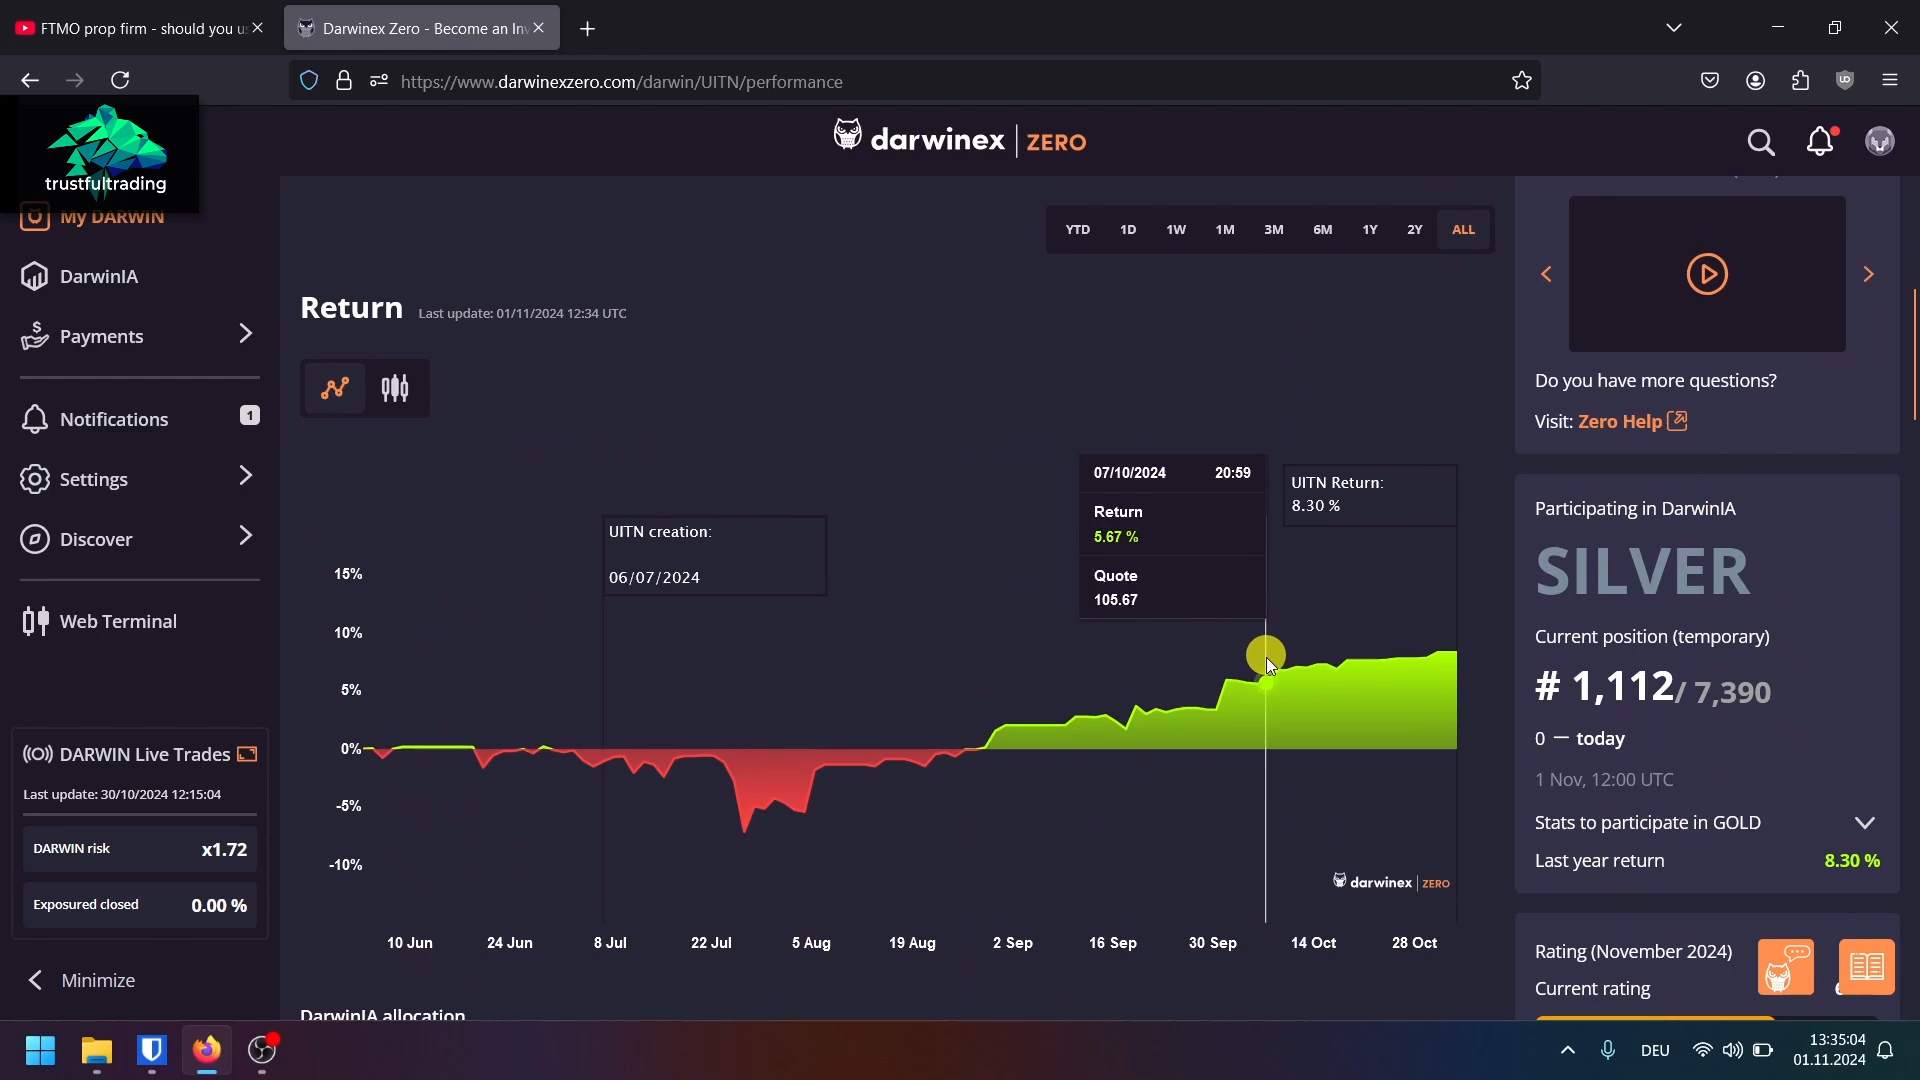 FTMO prop firm - should you us
Darwinex Zero - Become an Inv
https://www.darwinexzero.com/darwin/UITN/performance
trustfultrading
darwinex | ZERO
My DARWIN
DarwinIA
Payments
Notifications
1
Settings
Discover
Web Terminal
DARWIN Live Trades
Last update: 30/10/2024 12:15:04
DARWIN risk
x1.72
Exposured closed
0.00 %
Minimize
YTD 1D 1W 1M 3M 6M 1Y 2Y ALL
Return Last update: 01/11/2024 12:34 UTC
UITN creation:
06/07/2024
07/10/2024 20:59
Return
5.67 %
Quote
105.67
UITN Return:
8.30 %
15%
10%
5%
0%
-5%
-10%
darwinex | ZERO
10 Jun 24 Jun 8 Jul 22 Jul 5 Aug 19 Aug 2 Sep 16 Sep 30 Sep 14 Oct 28 Oct
DarwinIA allocation
Do you have more questions?
Visit: Zero Help
Participating in DarwinIA
SILVER
Current position (temporary)
# 1,112 / 7,390
0 — today
1 Nov, 12:00 UTC
Stats to participate in GOLD
Last year return
8.30 %
Rating (November 2024)
Current rating
DEU
13:35:04
01.11.2024